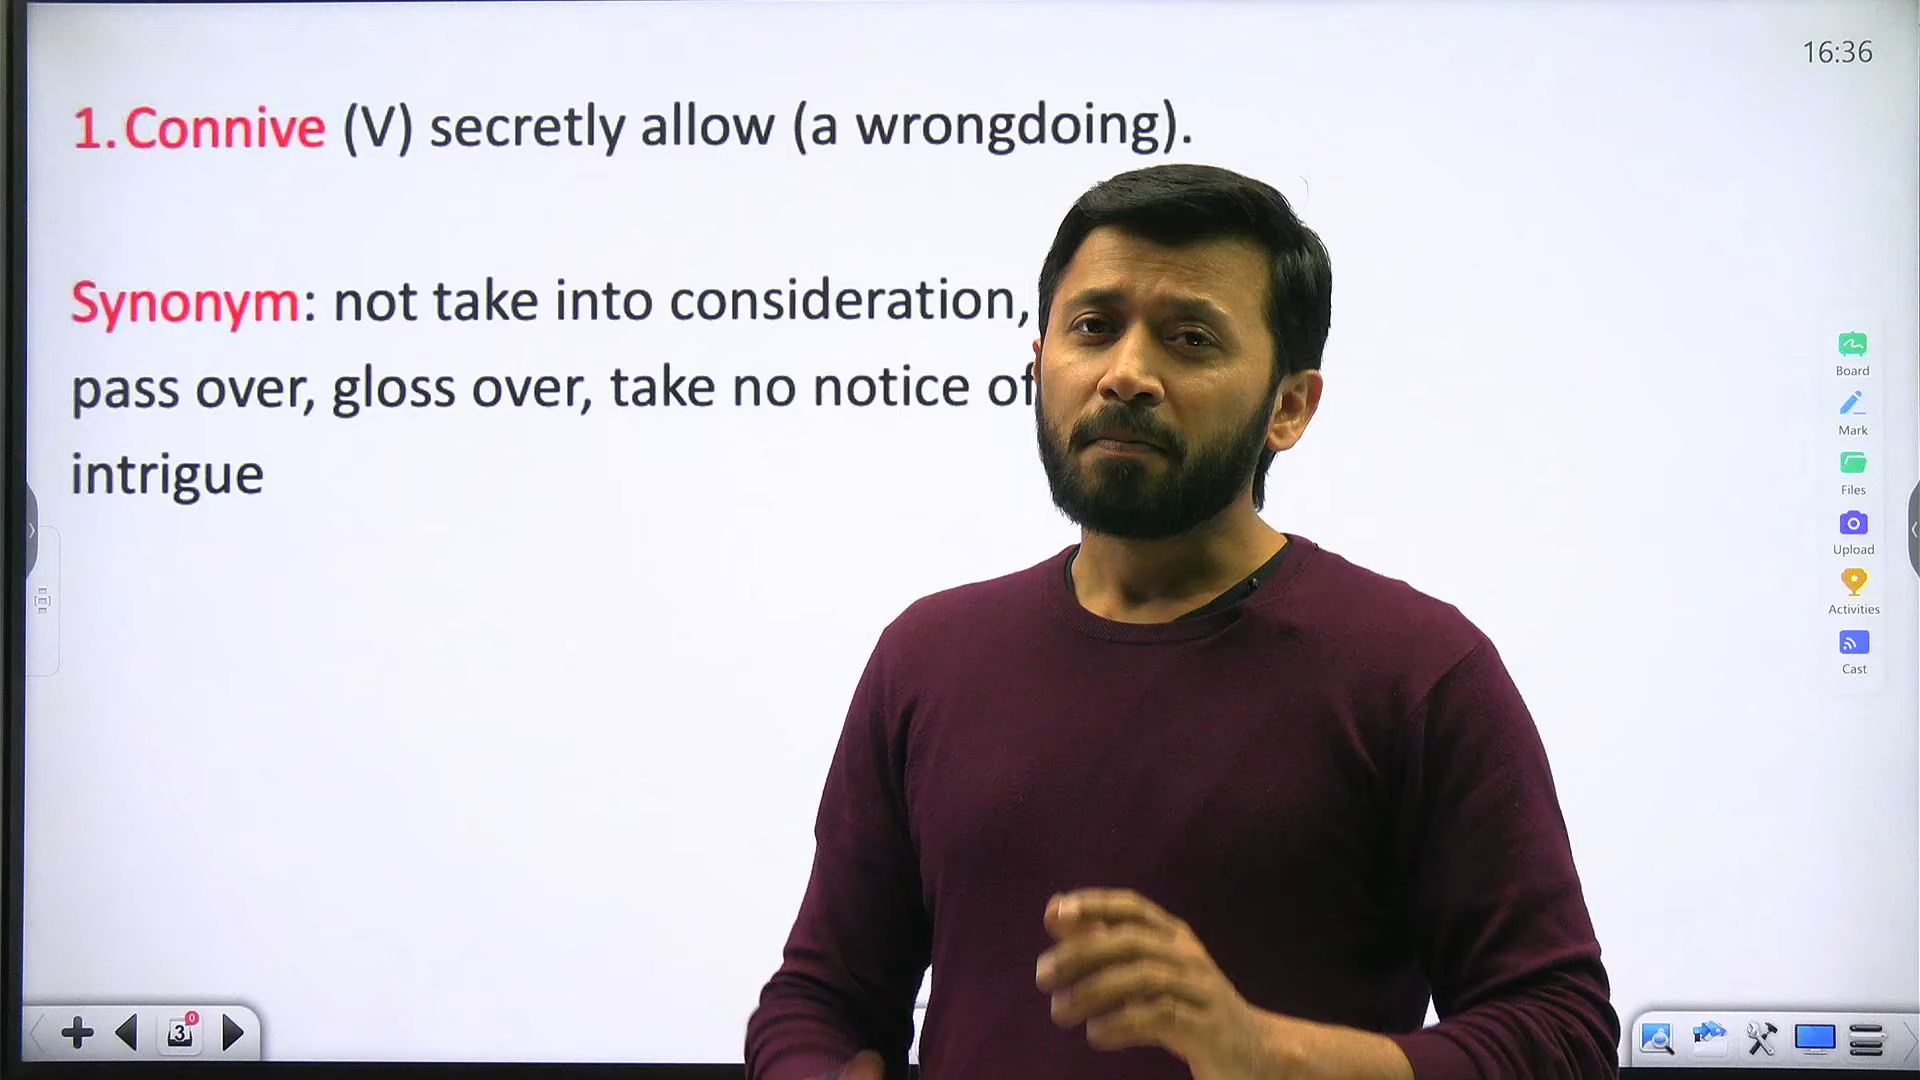 16:36
1. Connive (V) secretly allow (a wrongdoing).
Synonym: not take into consideration,
pass over, gloss over, take no notice of
intrigue
Board
Mark
Files
Upload
Activities
Cast
3
0